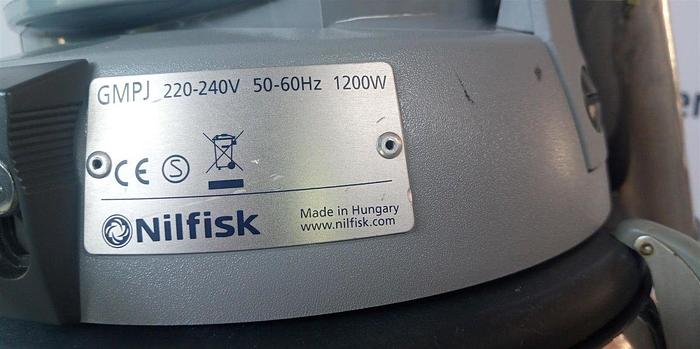 GMPJ 220-240V 50-60Hz 1200W
CE S
Nilfisk
Made in Hungary
www.nilfisk.com